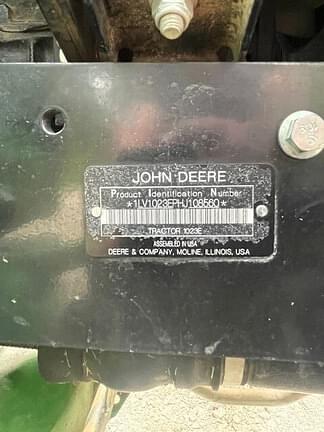 JOHN DEERE
Product Identification Number
*1LV1023EPHJ108560*
TRACTOR 1023E
ASSEMBLED IN USA
DEERE & COMPANY, MOLINE, ILLINOIS, USA